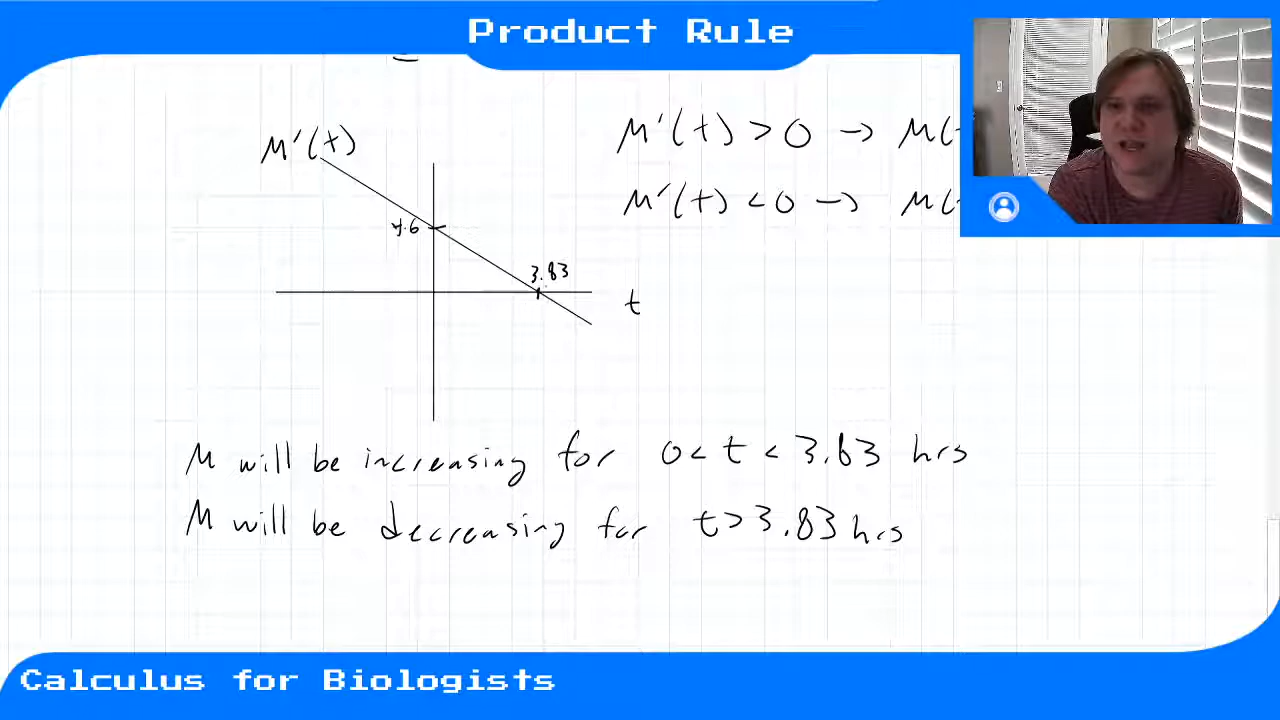 Product Rule
M'(t)
M'(t) > 0 → M(
M'(t) < 0 → M(
4.6
3.83
t
M will be increasing for 0 < t < 3.83 hrs
M will be decreasing for t > 3.83 hrs
Calculus for Biologists